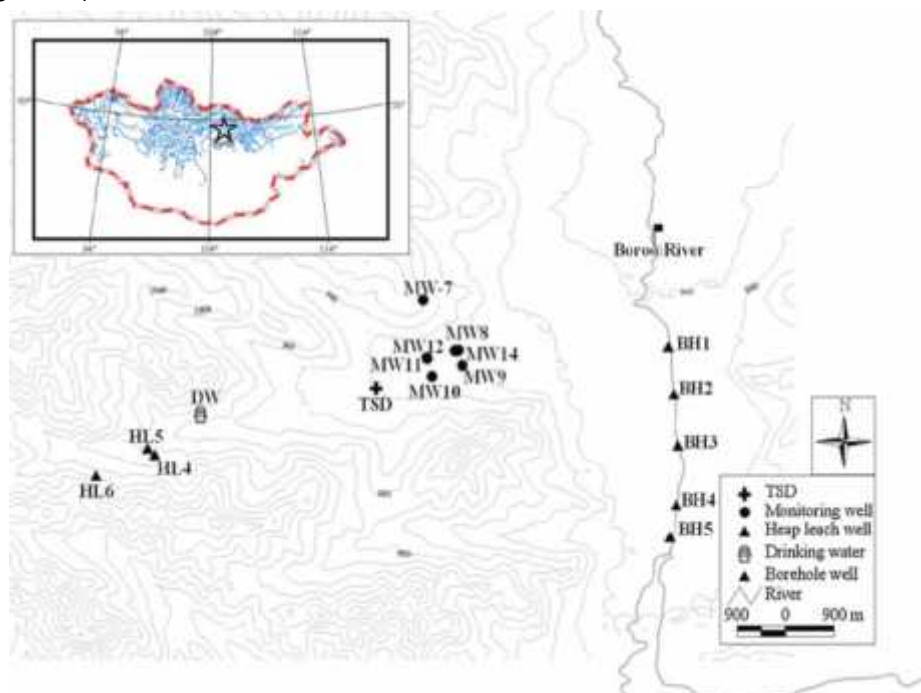 Boroo River
MW-7
MW8
MW12
MW14
MW11
MW9
MW10
TSD
DW
HL5
HL4
HL6
BH1
BH2
BH3
BH4
BH5
N
TSD
Monitoring well
Heap leach well
Drinking water
Borehole well
River
900 0 900 m